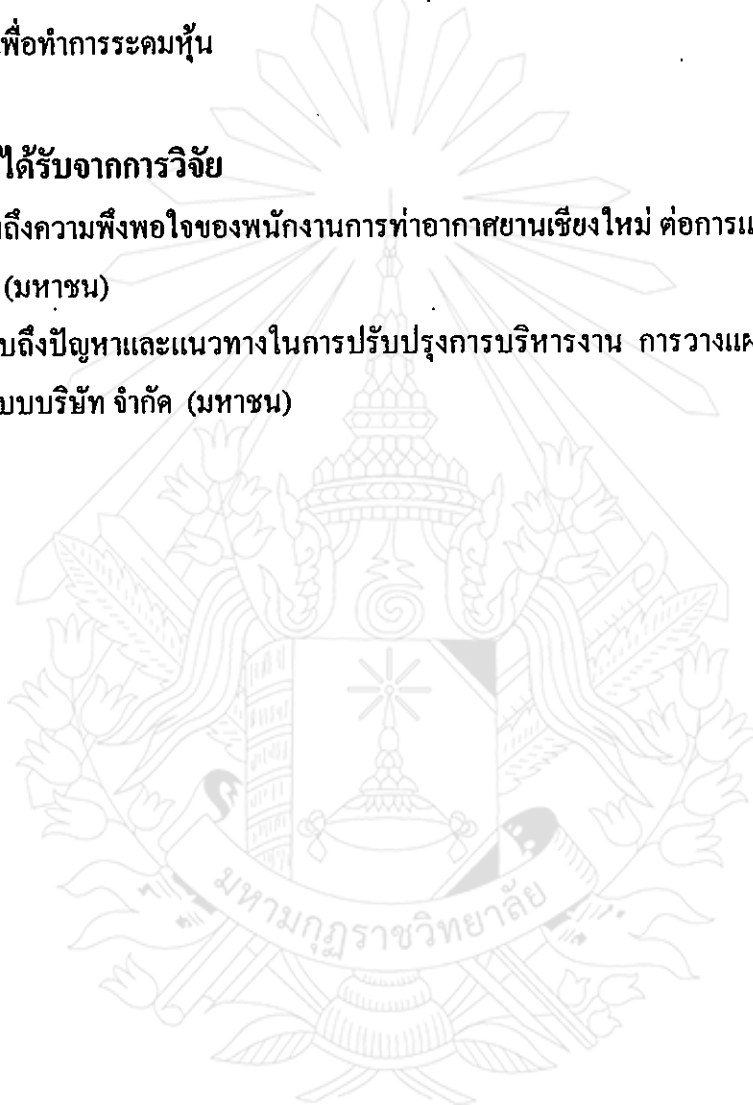 เพื่อทำการระดมหุ้น
ได้รับจากการวิจัย
ถึงความพึงพอใจของพนักงานการท่าอากาศยานเชียงใหม่ ต่อการแ
(มหาชน)
บถึงปัญหาและแนวทางในการปรับปรุงการบริหารงาน การวางแผ
บบบริษัท จำกัด (มหาชน)
มหามกุฏราชวิทยาลัย